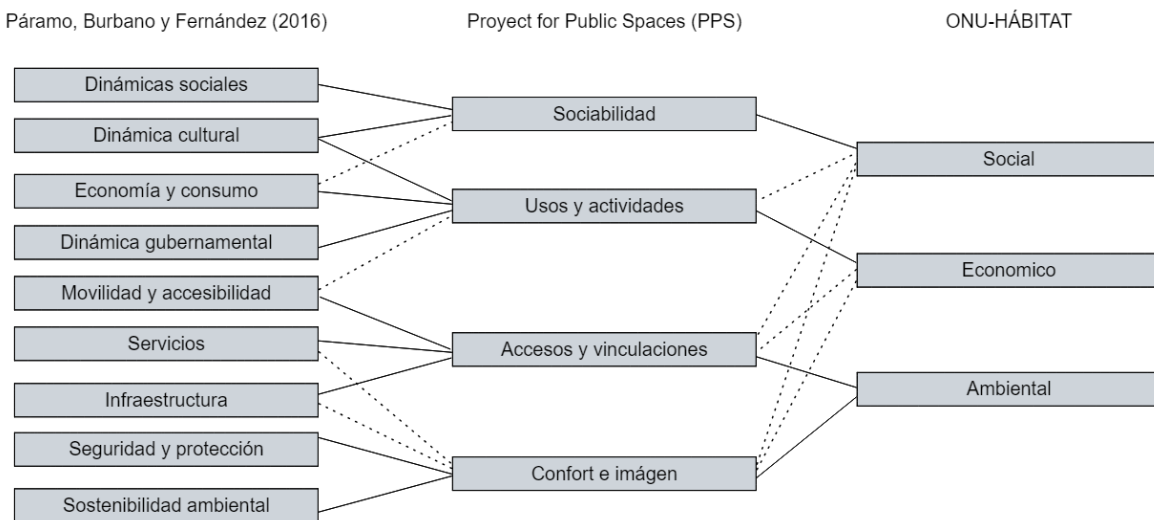 Páramo, Burbano y Fernández (2016)
Proyect for Public Spaces (PPS)
ONU-HÁBITAT
Dinámicas sociales
Dinámica cultural
Economía y consumo
Dinámica gubernamental
Movilidad y accesibilidad
Servicios
Infraestructura
Seguridad y protección
Sostenibilidad ambiental
Sociabilidad
Usos y actividades
Accesos y vinculaciones
Confort e imágen
Social
Economico
Ambiental